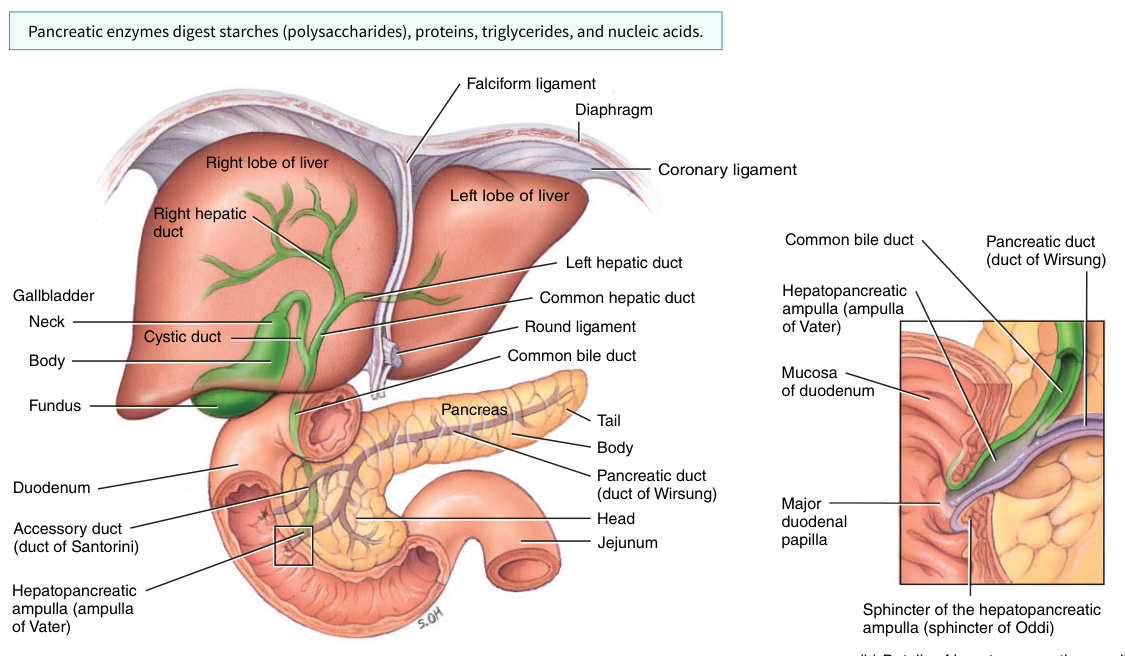 Pancreatic enzymes digest starches (polysaccharides), proteins, triglycerides, and nucleic acids.
Falciform ligament
Diaphragm
Coronary ligament
Right lobe of liver
Left lobe of liver
Right hepatic
duct
Left hepatic duct
Common hepatic duct
Round ligament
Common bile duct
Gallbladder
Neck
Cystic duct
Body
Fundus
Pancreas
Tail
Body
Pancreatic duct
(duct of Wirsung)
Head
Jejunum
Duodenum
Accessory duct
(duct of Santorini)
Hepatopancreatic
ampulla (ampulla
of Vater)
S.OH
Common bile duct
Pancreatic duct
(duct of Wirsung)
Hepatopancreatic
ampulla (ampulla
of Vater)
Mucosa
of duodenum
Major
duodenal
papilla
Sphincter of the hepatopancreatic
ampulla (sphincter of Oddi)